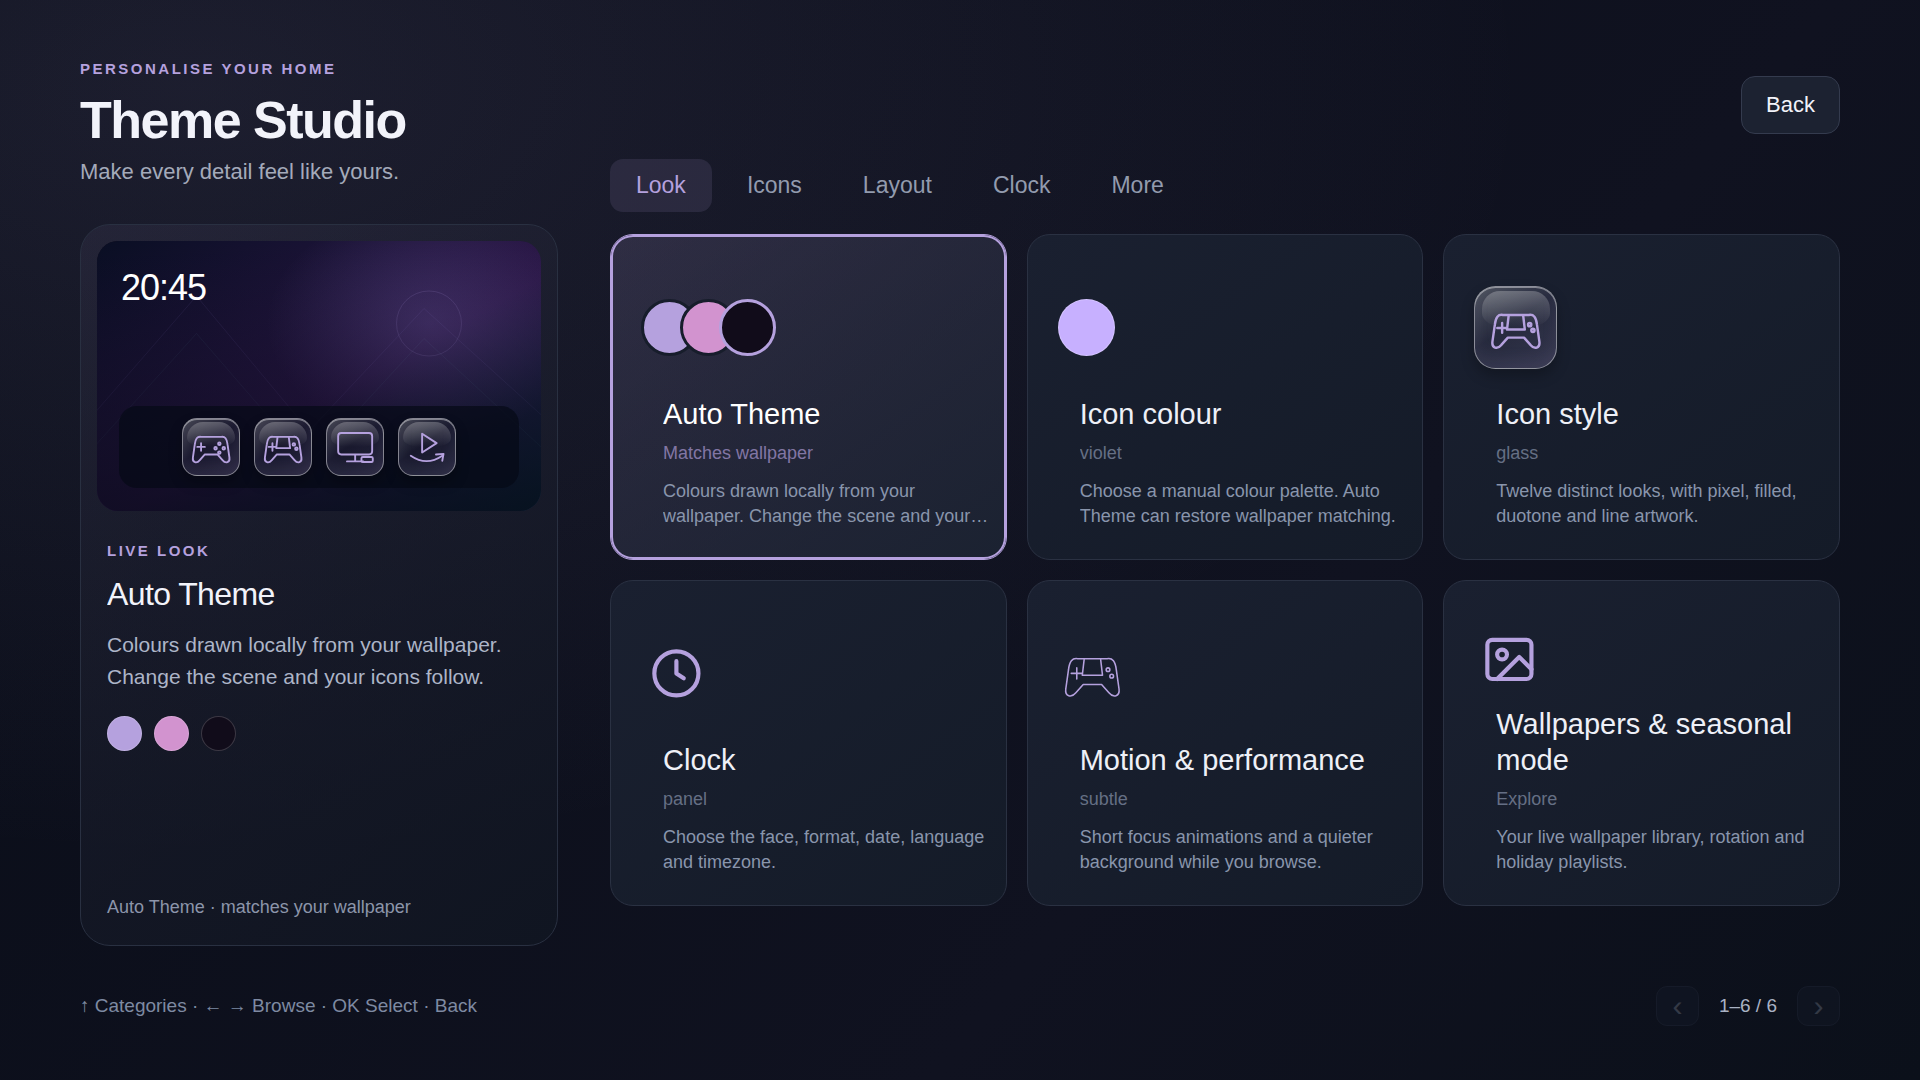 PERSONALISE YOUR HOME
Theme Studio
Make every detail feel like yours.
Back
Look
Icons
Layout
Clock
More
20:45
LIVE LOOK
Auto Theme
Colours drawn locally from your wallpaper.
Change the scene and your icons follow.
Auto Theme · matches your wallpaper
Auto Theme
Matches wallpaper
Colours drawn locally from your
wallpaper. Change the scene and your…
Icon colour
violet
Choose a manual colour palette. Auto
Theme can restore wallpaper matching.
Icon style
glass
Twelve distinct looks, with pixel, filled,
duotone and line artwork.
Clock
panel
Choose the face, format, date, language
and timezone.
Motion & performance
subtle
Short focus animations and a quieter
background while you browse.
Wallpapers & seasonal
mode
Explore
Your live wallpaper library, rotation and
holiday playlists.
↑ Categories · ← → Browse · OK Select · Back
‹ 1–6 / 6 ›